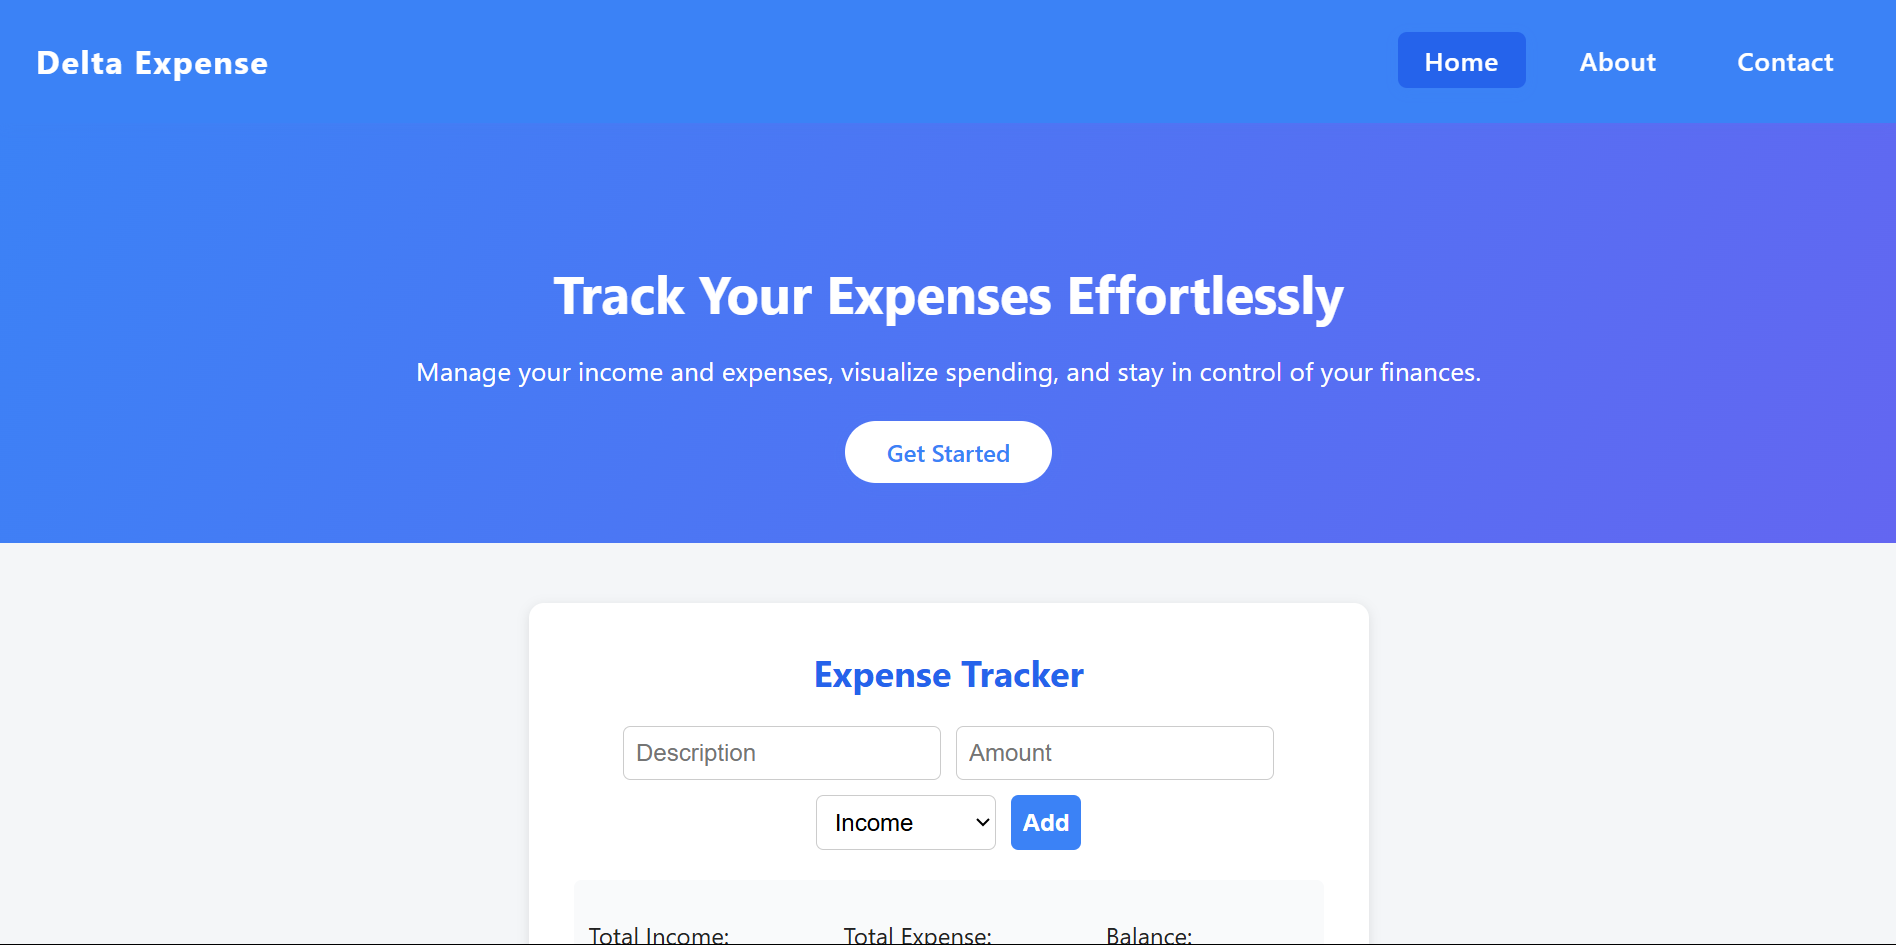 Delta Expense
Home About Contact
Track Your Expenses Effortlessly
Manage your income and expenses, visualize spending, and stay in control of your finances.
Get Started
Expense Tracker
Description Amount
Income Add
Total Income: Total Expense: Balance: